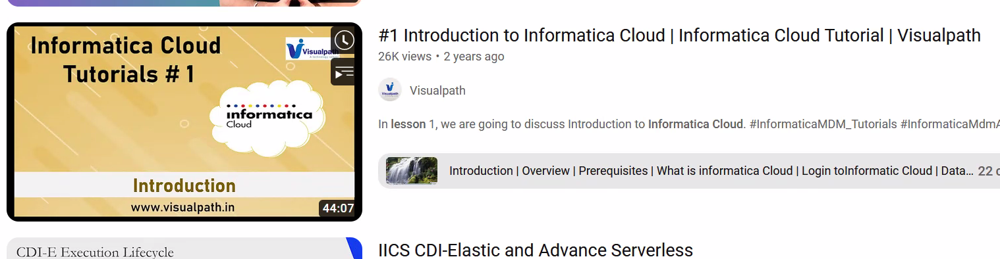 Informatica Cloud
Tutorials # 1
Visualpath
informatica
Cloud
Introduction
www.visualpath.in
44:07
#1 Introduction to Informatica Cloud | Informatica Cloud Tutorial | Visualpath
26K views • 2 years ago
Visualpath
In lesson 1, we are going to discuss Introduction to Informatica Cloud. #InformaticaMDM_Tutorials #InformaticaMdmA
Introduction | Overview | Prerequisites | What is informatica Cloud | Login toInformatic Cloud | Data... 22 c
CDI-E Execution Lifecycle
IICS CDI-Elastic and Advance Serverless